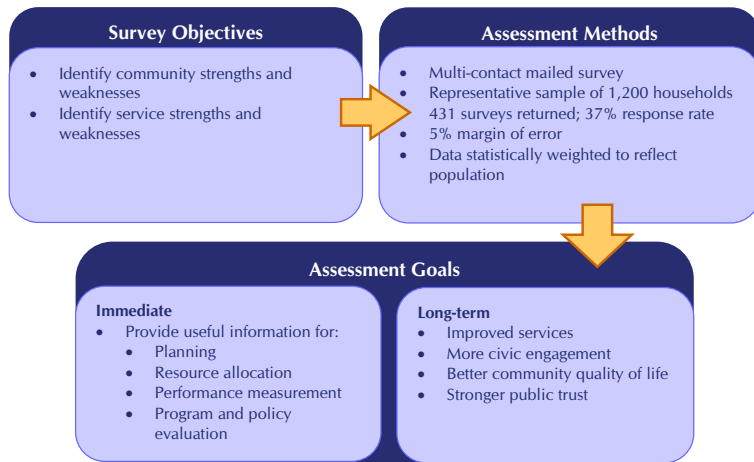 Survey Objectives
• Identify community strengths and
weaknesses
• Identify service strengths and
weaknesses
Assessment Methods
• Multi-contact mailed survey
• Representative sample of 1,200 households
• 431 surveys returned; 37% response rate
• 5% margin of error
• Data statistically weighted to reflect
population
Assessment Goals
Immediate
• Provide useful information for:
• Planning
• Resource allocation
• Performance measurement
• Program and policy
evaluation
Long-term
• Improved services
• More civic engagement
• Better community quality of life
• Stronger public trust